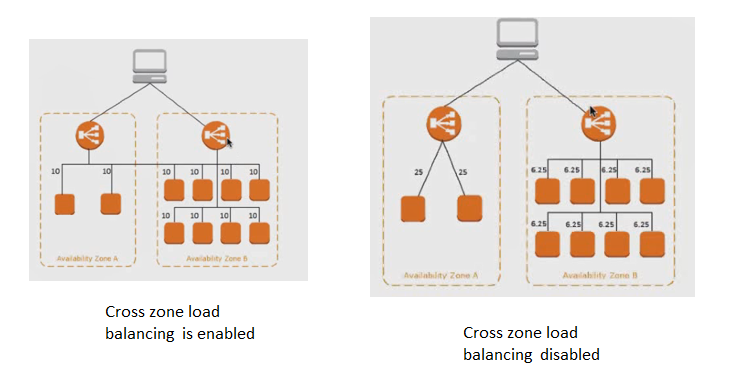 10 10 10 10 10 10
10 10 10 10
Availability Zone A Availability Zone B
Cross zone load
balancing is enabled
25 25 6.25 6.25 6.25 6.25
6.25 6.25 6.25 6.25
Availability Zone A Availability Zone B
Cross zone load
balancing disabled